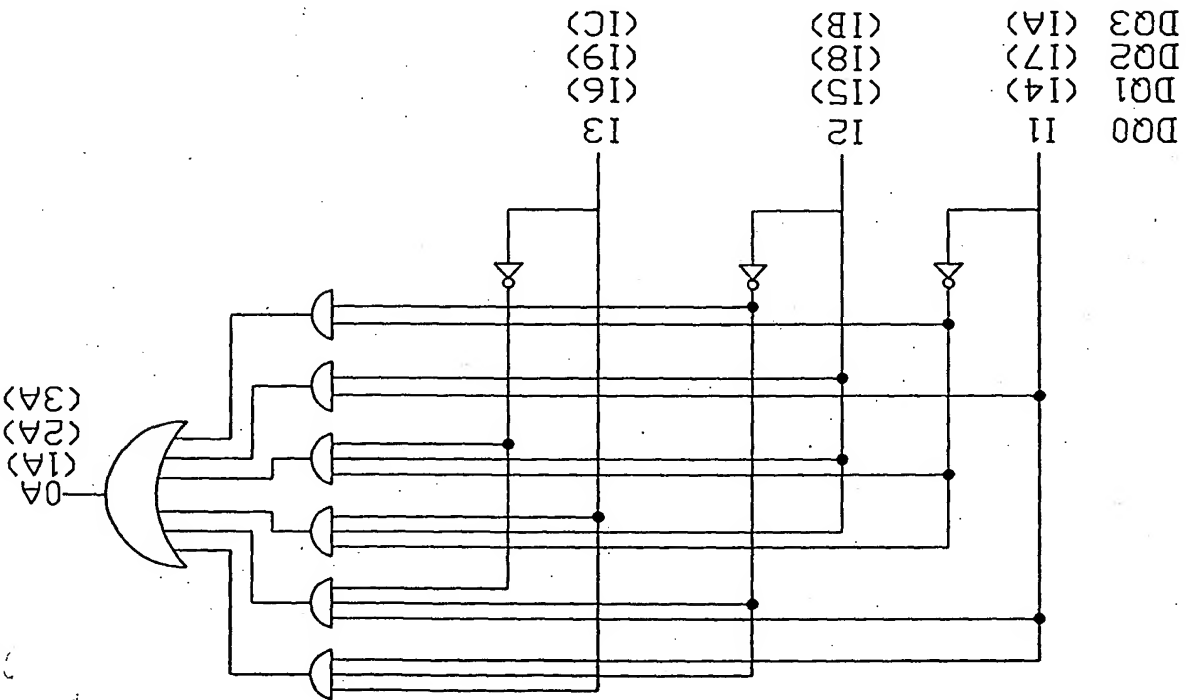 0A
(1A)
(2A)
(3A)
DQ0 I1 I2 I3
DQ1 (I4) (I5) (I6)
DQ2 (I7) (I8) (I9)
DQ3 (IA) (IB) (IC)